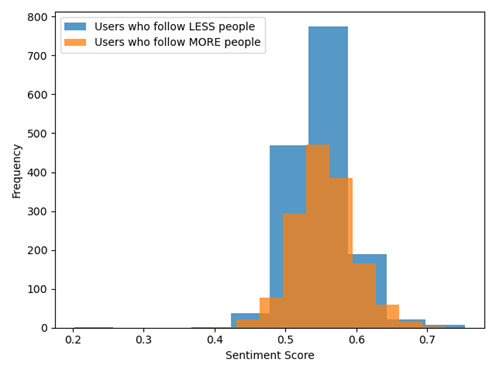 Users who follow LESS people
Users who follow MORE people
800
700
600
500
400
300
200
100
0
Frequency
0.2 0.3 0.4 0.5 0.6 0.7
Sentiment Score